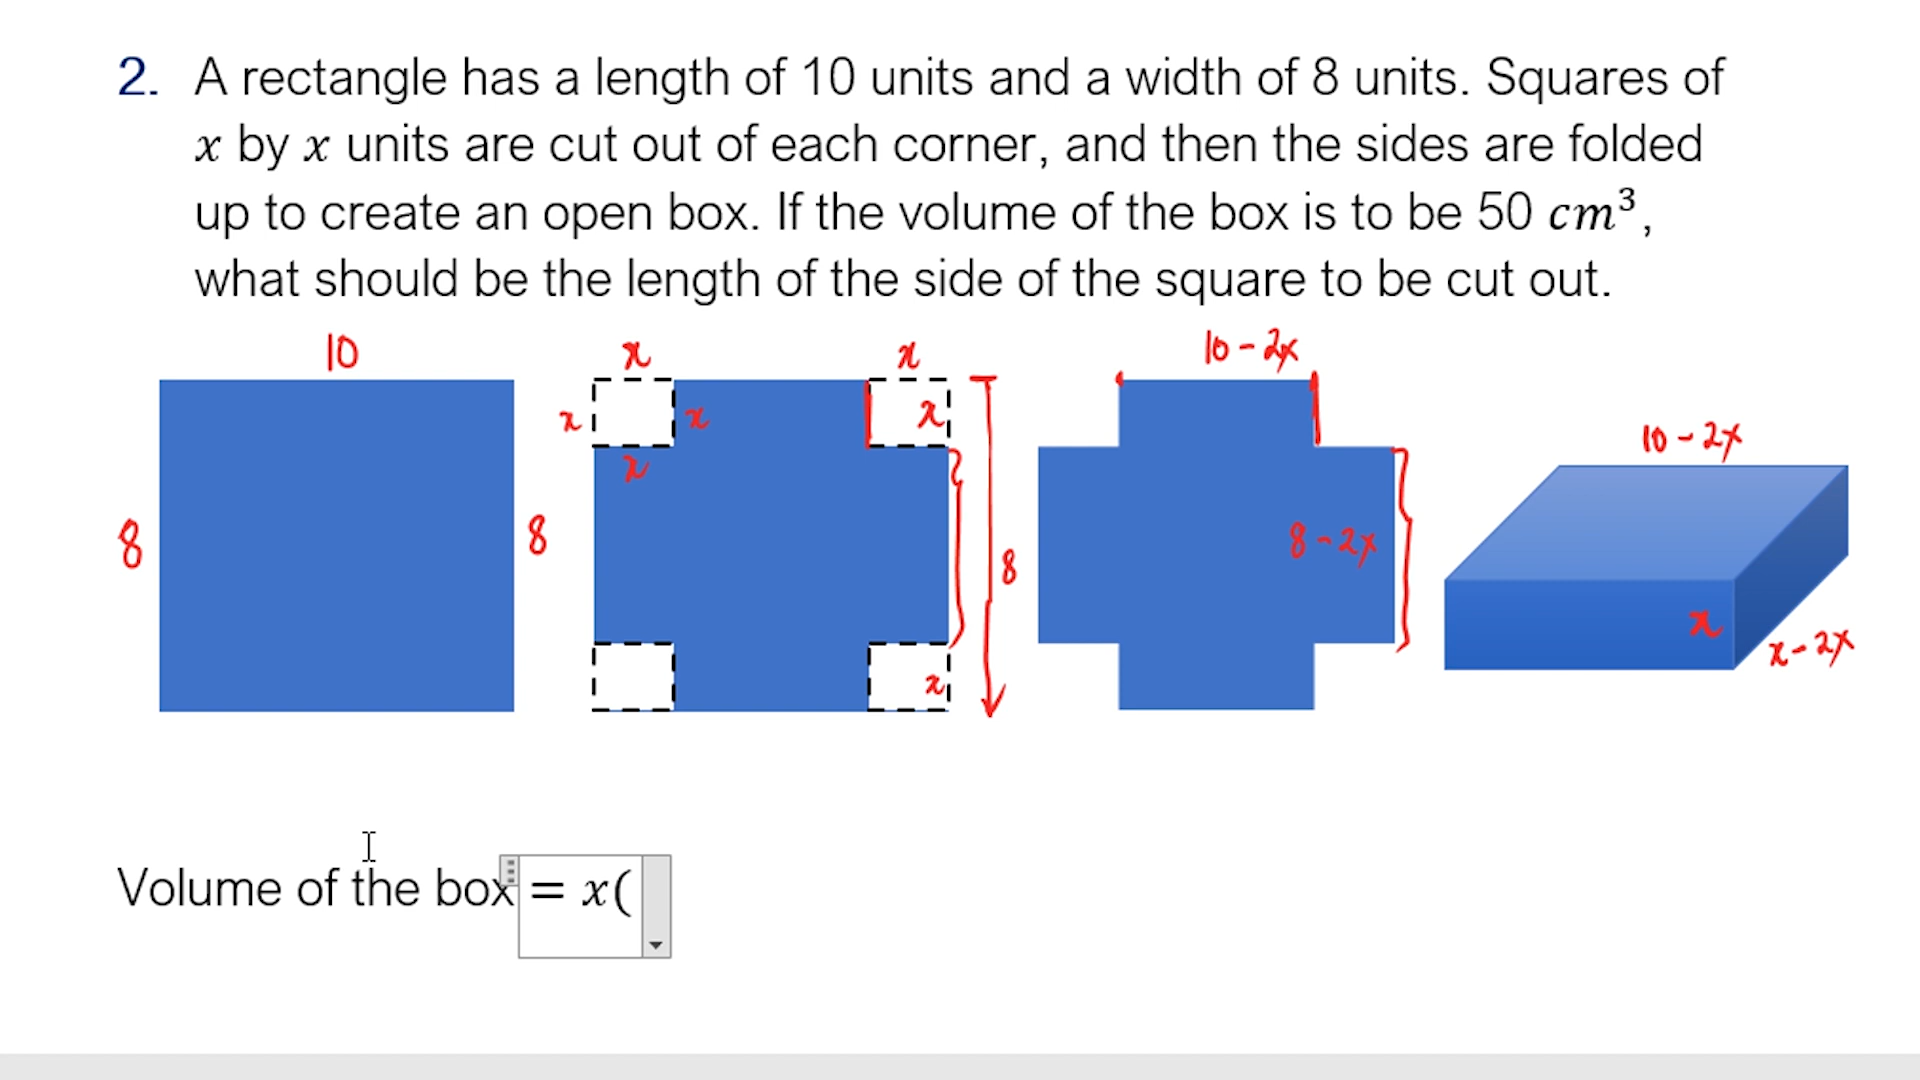 2. A rectangle has a length of 10 units and a width of 8 units. Squares of
x by x units are cut out of each corner, and then the sides are folded
up to create an open box. If the volume of the box is to be 50 cm³,
what should be the length of the side of the square to be cut out.
10
x
x
10 - 2x
x
x
x
10 - 2x
x
8
8
8 - 2x
8
x
x - 2x
x
Volume of the box = x(